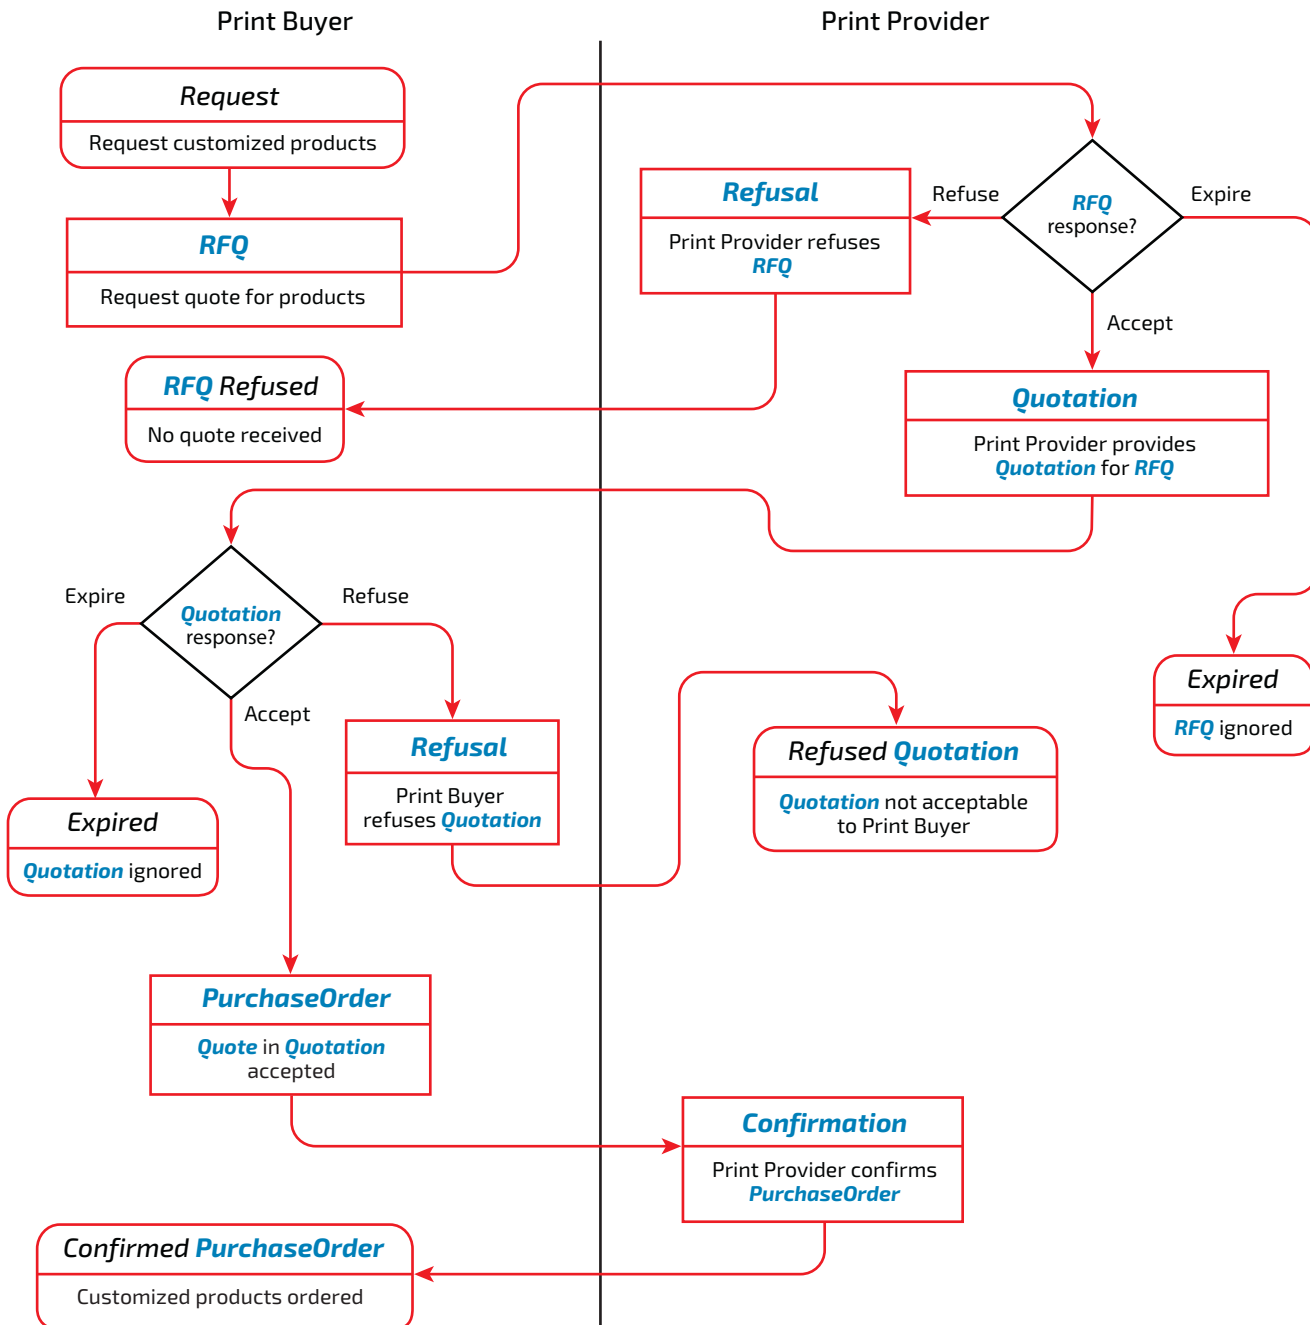 Print Buyer
Print Provider
Request
Request customized products
RFQ
Request quote for products
Refusal
Print Provider refuses
RFQ
Refuse
RFQ
response?
Expire
Accept
RFQ Refused
No quote received
Quotation
Print Provider provides
Quotation for RFQ
Expire
Quotation
response?
Refuse
Accept
Expired
Quotation ignored
Refusal
Print Buyer
refuses Quotation
Refused Quotation
Quotation not acceptable
to Print Buyer
Expired
RFQ ignored
PurchaseOrder
Quote in Quotation
accepted
Confirmation
Print Provider confirms
PurchaseOrder
Confirmed PurchaseOrder
Customized products ordered